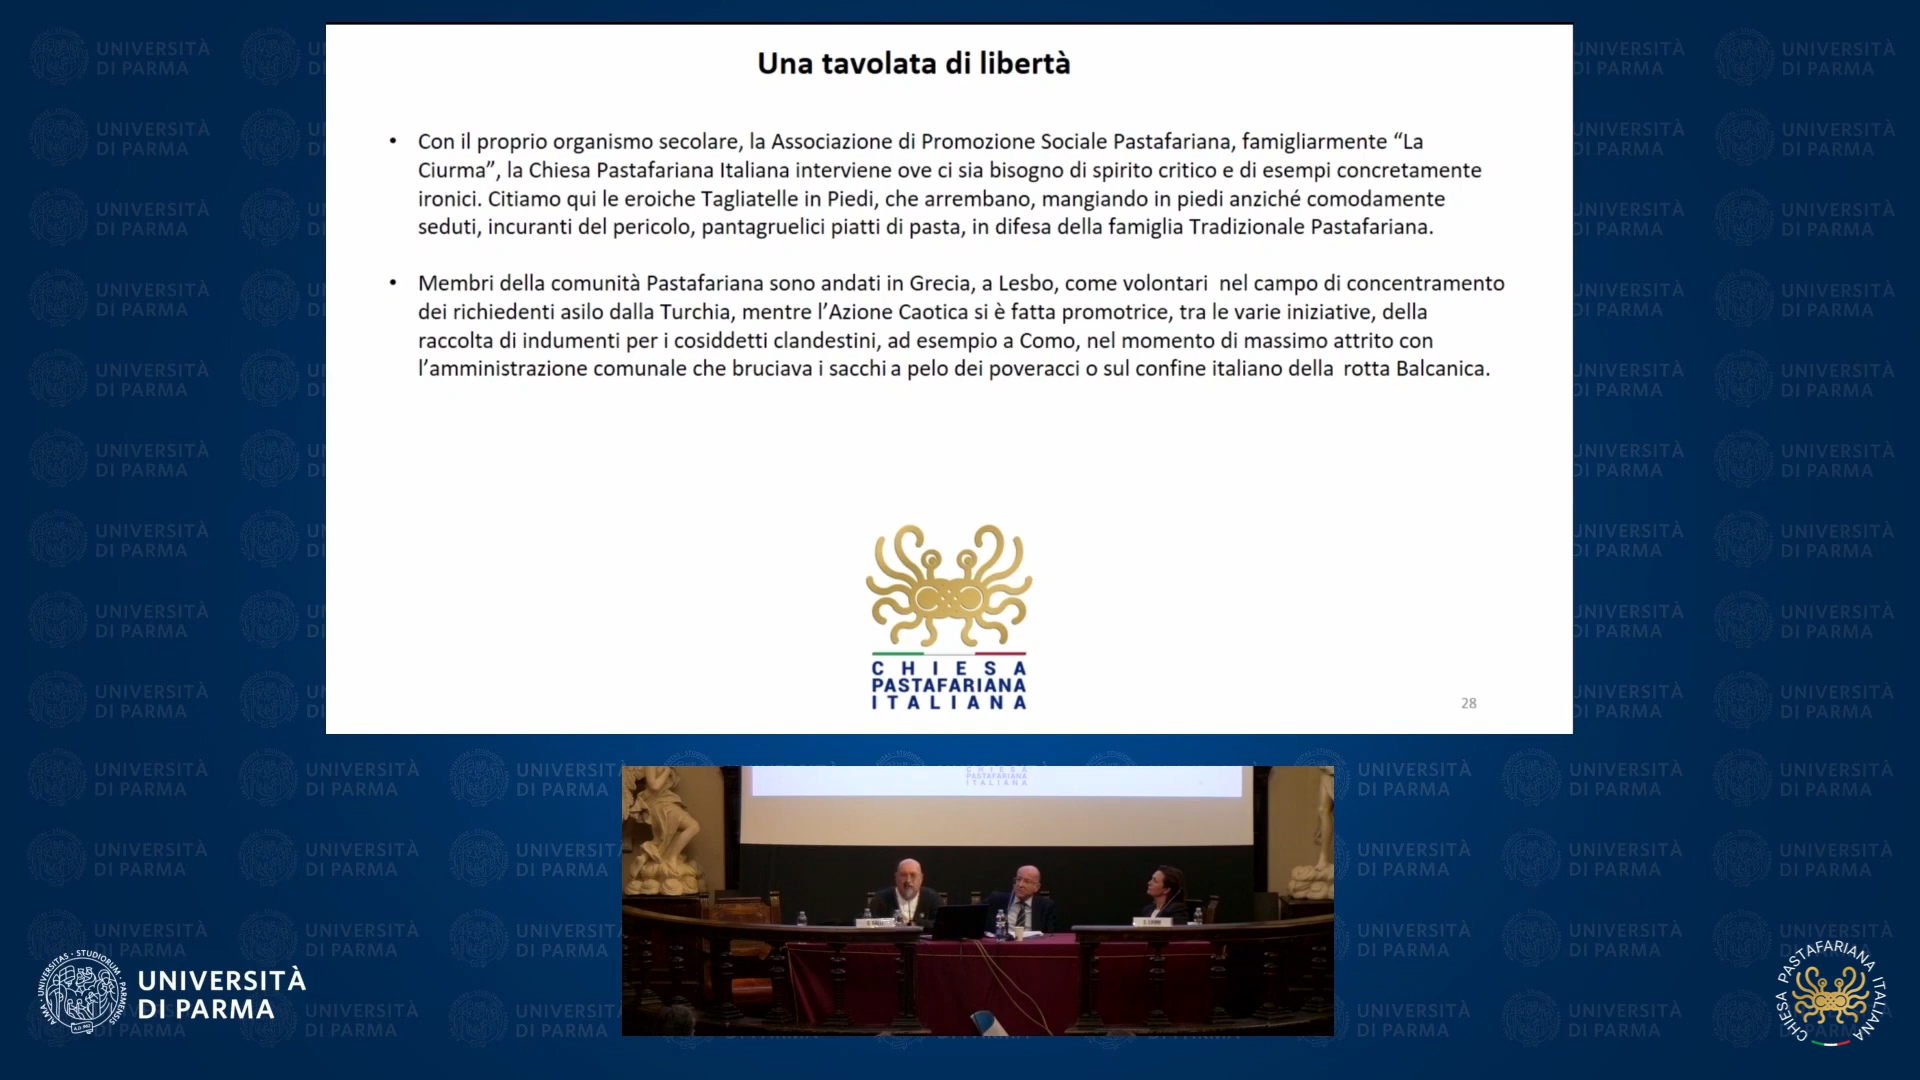 Una tavolata di libertà
• Con il proprio organismo secolare, la Associazione di Promozione Sociale Pastafariana, famigliarmente “La
Ciurma”, la Chiesa Pastafariana Italiana interviene ove ci sia bisogno di spirito critico e di esempi concretamente
ironici. Citiamo qui le eroiche Tagliatelle in Piedi, che arrembano, mangiando in piedi anziché comodamente
seduti, incuranti del pericolo, pantagruelici piatti di pasta, in difesa della famiglia Tradizionale Pastafariana.
• Membri della comunità Pastafariana sono andati in Grecia, a Lesbo, come volontari nel campo di concentramento
dei richiedenti asilo dalla Turchia, mentre l’Azione Caotica si è fatta promotrice, tra le varie iniziative, della
raccolta di indumenti per i cosiddetti clandestini, ad esempio a Como, nel momento di massimo attrito con
l’amministrazione comunale che bruciava i sacchi a pelo dei poveracci o sul confine italiano della rotta Balcanica.
CHIESA
PASTAFARIANA
ITALIANA
28
CHIESA
PASTAFARIANA
ITALIANA
UNIVERSITÀ
DI PARMA
CHIESA PASTAFARIANA ITALIANA